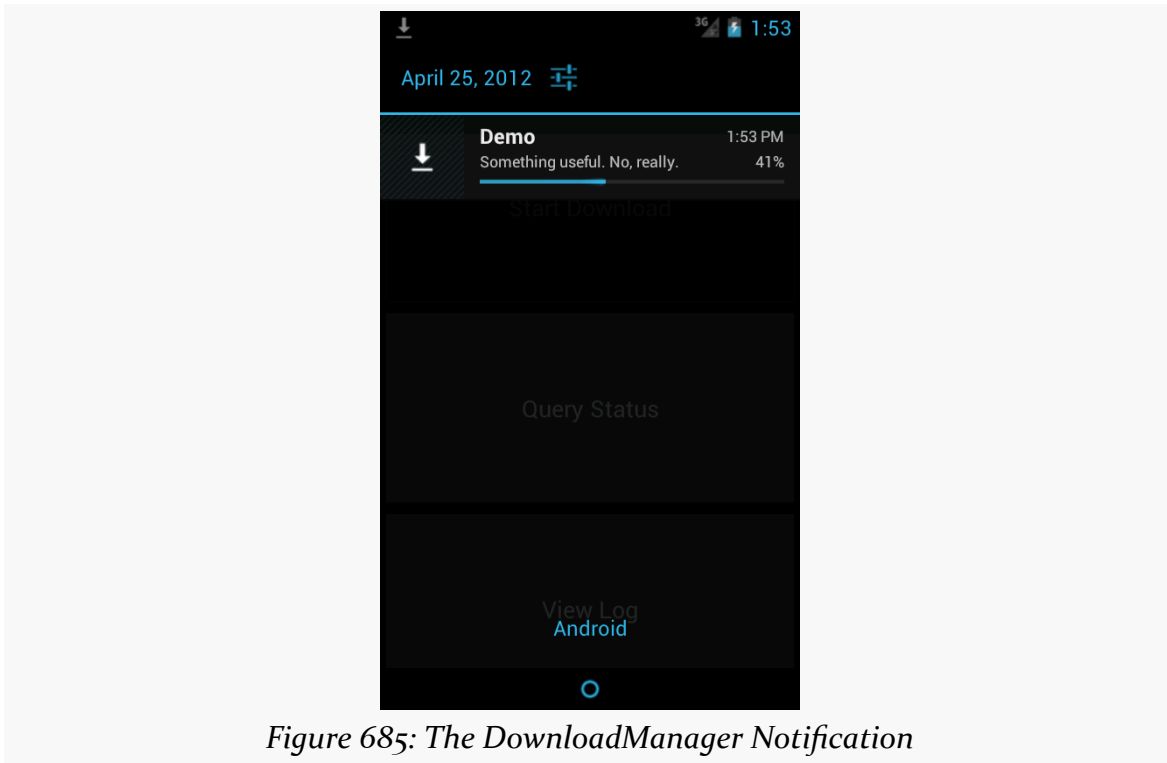 3G 1:53
April 25, 2012
Demo 1:53 PM
Something useful. No, really. 41%
Start Download
Query Status
View Log
Android
Figure 685: The DownloadManager Notification